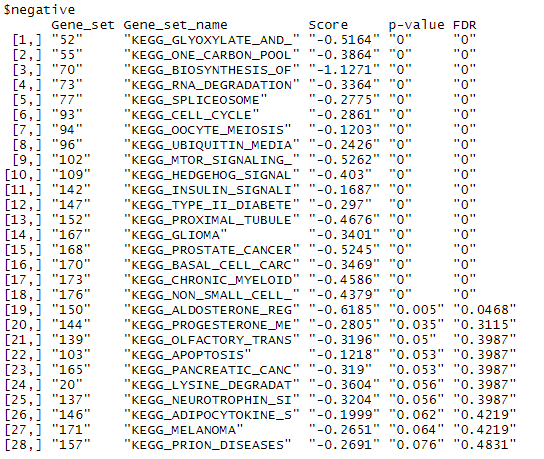 $negative
Gene_set Gene_set_name Score p-value FDR
[1,] "52" "KEGG_GLYOXYLATE_AND_" "-0.5164" "0" "0"
[2,] "55" "KEGG_ONE_CARBON_POOL" "-0.3864" "0" "0"
[3,] "70" "KEGG_BIOSYNTHESIS_OF" "-1.1271" "0" "0"
[4,] "73" "KEGG_RNA_DEGRADATION" "-0.3364" "0" "0"
[5,] "77" "KEGG_SPLICEOSOME" "-0.2775" "0" "0"
[6,] "93" "KEGG_CELL_CYCLE" "-0.2861" "0" "0"
[7,] "94" "KEGG_OOCYTE_MEIOSIS" "-0.1203" "0" "0"
[8,] "96" "KEGG_UBIQUITIN_MEDIA" "-0.2426" "0" "0"
[9,] "102" "KEGG_MTOR_SIGNALING_" "-0.5262" "0" "0"
[10,] "109" "KEGG_HEDGEHOG_SIGNAL" "-0.403" "0" "0"
[11,] "142" "KEGG_INSULIN_SIGNALI" "-0.1687" "0" "0"
[12,] "147" "KEGG_TYPE_II_DIABETE" "-0.297" "0" "0"
[13,] "152" "KEGG_PROXIMAL_TUBULE" "-0.4676" "0" "0"
[14,] "167" "KEGG_GLIOMA" "-0.3401" "0" "0"
[15,] "168" "KEGG_PROSTATE_CANCER" "-0.5245" "0" "0"
[16,] "170" "KEGG_BASAL_CELL_CARC" "-0.3469" "0" "0"
[17,] "173" "KEGG_CHRONIC_MYELOID" "-0.4586" "0" "0"
[18,] "176" "KEGG_NON_SMALL_CELL_" "-0.4379" "0" "0"
[19,] "150" "KEGG_ALDOSTERONE_REG" "-0.6185" "0.005" "0.0468"
[20,] "144" "KEGG_PROGESTERONE_ME" "-0.2805" "0.035" "0.3115"
[21,] "139" "KEGG_OLFACTORY_TRANS" "-0.3196" "0.05" "0.3987"
[22,] "103" "KEGG_APOPTOSIS" "-0.1218" "0.053" "0.3987"
[23,] "165" "KEGG_PANCREATIC_CANC" "-0.319" "0.053" "0.3987"
[24,] "20" "KEGG_LYSINE_DEGRADAT" "-0.3604" "0.056" "0.3987"
[25,] "137" "KEGG_NEUROTROPHIN_SI" "-0.3204" "0.056" "0.3987"
[26,] "146" "KEGG_ADIPOCYTOKINE_S" "-0.1999" "0.062" "0.4219"
[27,] "171" "KEGG_MELANOMA" "-0.2651" "0.064" "0.4219"
[28,] "157" "KEGG_PRION_DISEASES" "-0.2691" "0.076" "0.4831"